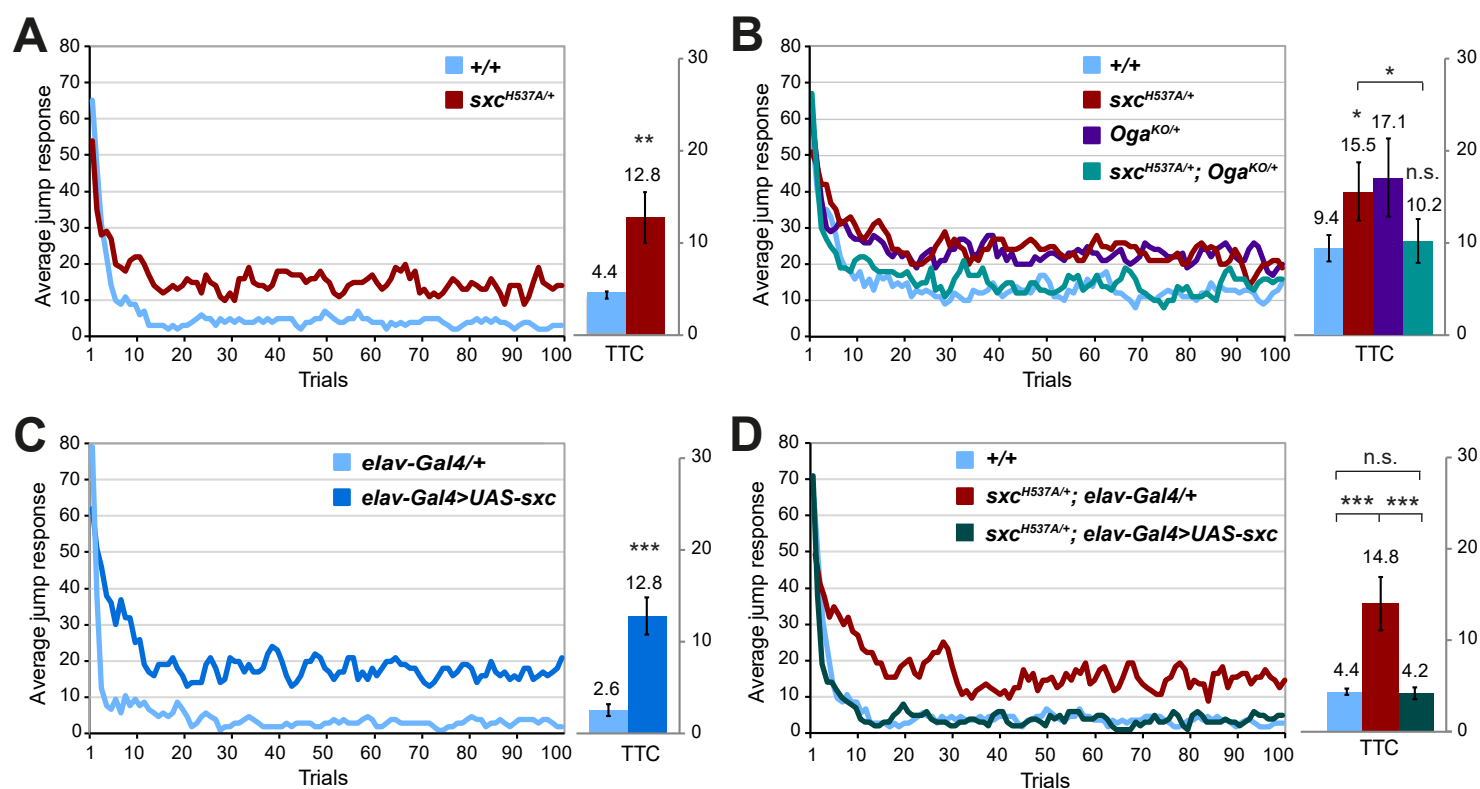 A
80
70
60
50
40
30
20
10
0
Average jump response
1 10 20 30 40 50 60 70 80 90 100
Trials
+/+
sxcH537A/+
**
12.8
4.4
TTC
30
20
10
0
B
80
70
60
50
40
30
20
10
0
Average jump response
1 10 20 30 40 50 60 70 80 90 100
Trials
+/+
sxcH537A/+
OgaKO/+
sxcH537A/+; OgaKO/+
*
*
17.1
15.5
n.s.
9.4
10.2
TTC
30
20
10
0
C
80
70
60
50
40
30
20
10
0
Average jump response
1 10 20 30 40 50 60 70 80 90 100
Trials
elav-Gal4/+
elav-Gal4>UAS-sxc
***
12.8
2.6
TTC
30
20
10
0
D
80
70
60
50
40
30
20
10
0
Average jump response
1 10 20 30 40 50 60 70 80 90 100
Trials
+/+
sxcH537A/+; elav-Gal4/+
sxcH537A/+; elav-Gal4>UAS-sxc
n.s.
*** ***
14.8
4.4
4.2
TTC
30
20
10
0